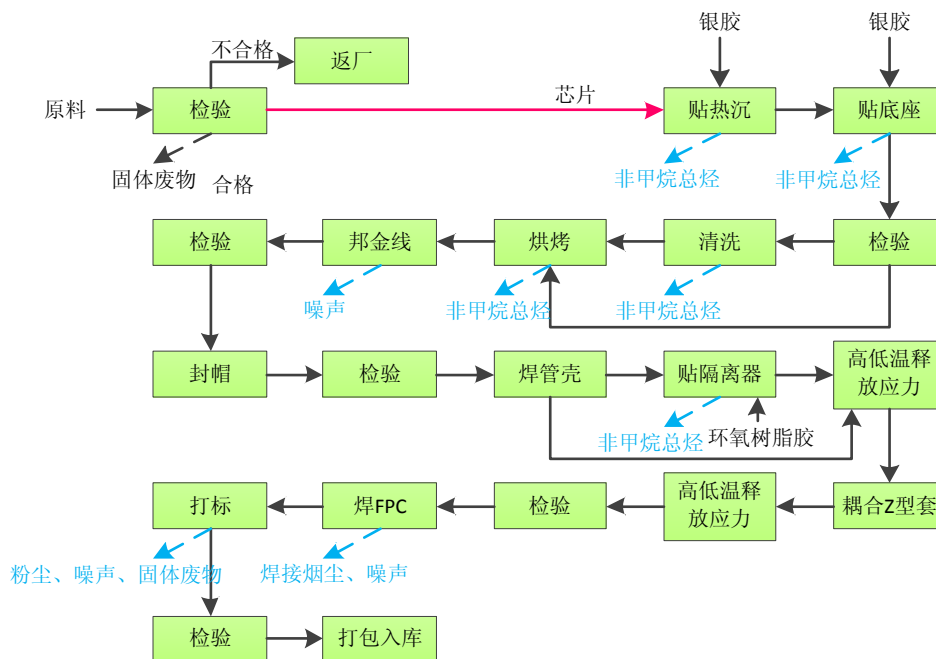 银胶
银胶
不合格
返厂
原料
检验
芯片
贴热沉
贴底座
固体废物
合格
非甲烷总烃
非甲烷总烃
检验
邦金线
烘烤
清洗
检验
噪声
非甲烷总烃
非甲烷总烃
封帽
检验
焊管壳
贴隔离器
高低温释
放应力
非甲烷总烃
环氧树脂胶
打标
焊FPC
检验
高低温释
放应力
耦合Z型套
粉尘、噪声、固体废物
焊接烟尘、噪声
检验
打包入库